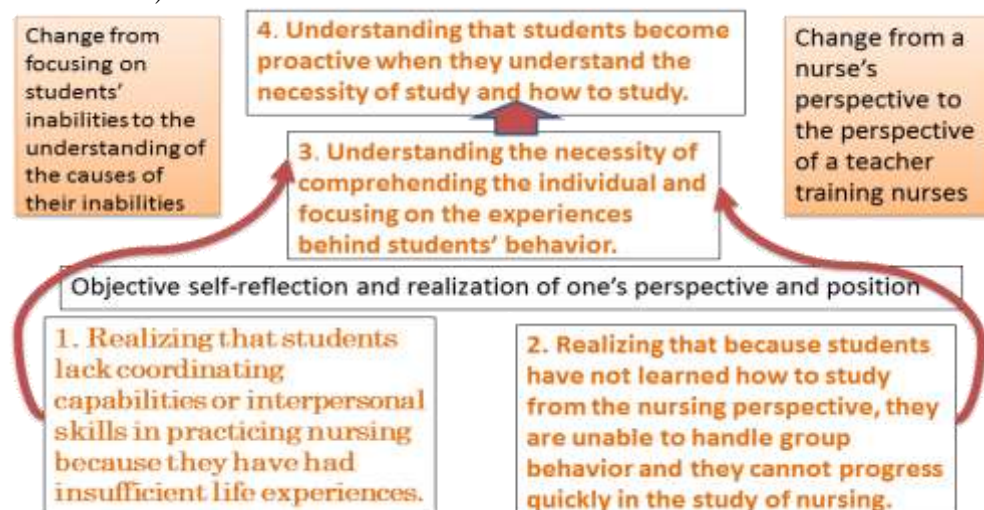 Change from
focusing on
students'
inabilities to the
understanding of
the causes of
their inabilities
4. Understanding that students become
proactive when they understand the
necessity of study and how to study.
Change from a
nurse's
perspective to
the perspective
of a teacher
training nurses
3. Understanding the necessity of
comprehending the individual and
focusing on the experiences
behind students' behavior.
Objective self-reflection and realization of one's perspective and position
1. Realizing that students
lack coordinating
capabilities or interpersonal
skills in practicing nursing
because they have had
insufficient life experiences.
2. Realizing that because students
have not learned how to study
from the nursing perspective, they
are unable to handle group
behavior and they cannot progress
quickly in the study of nursing.